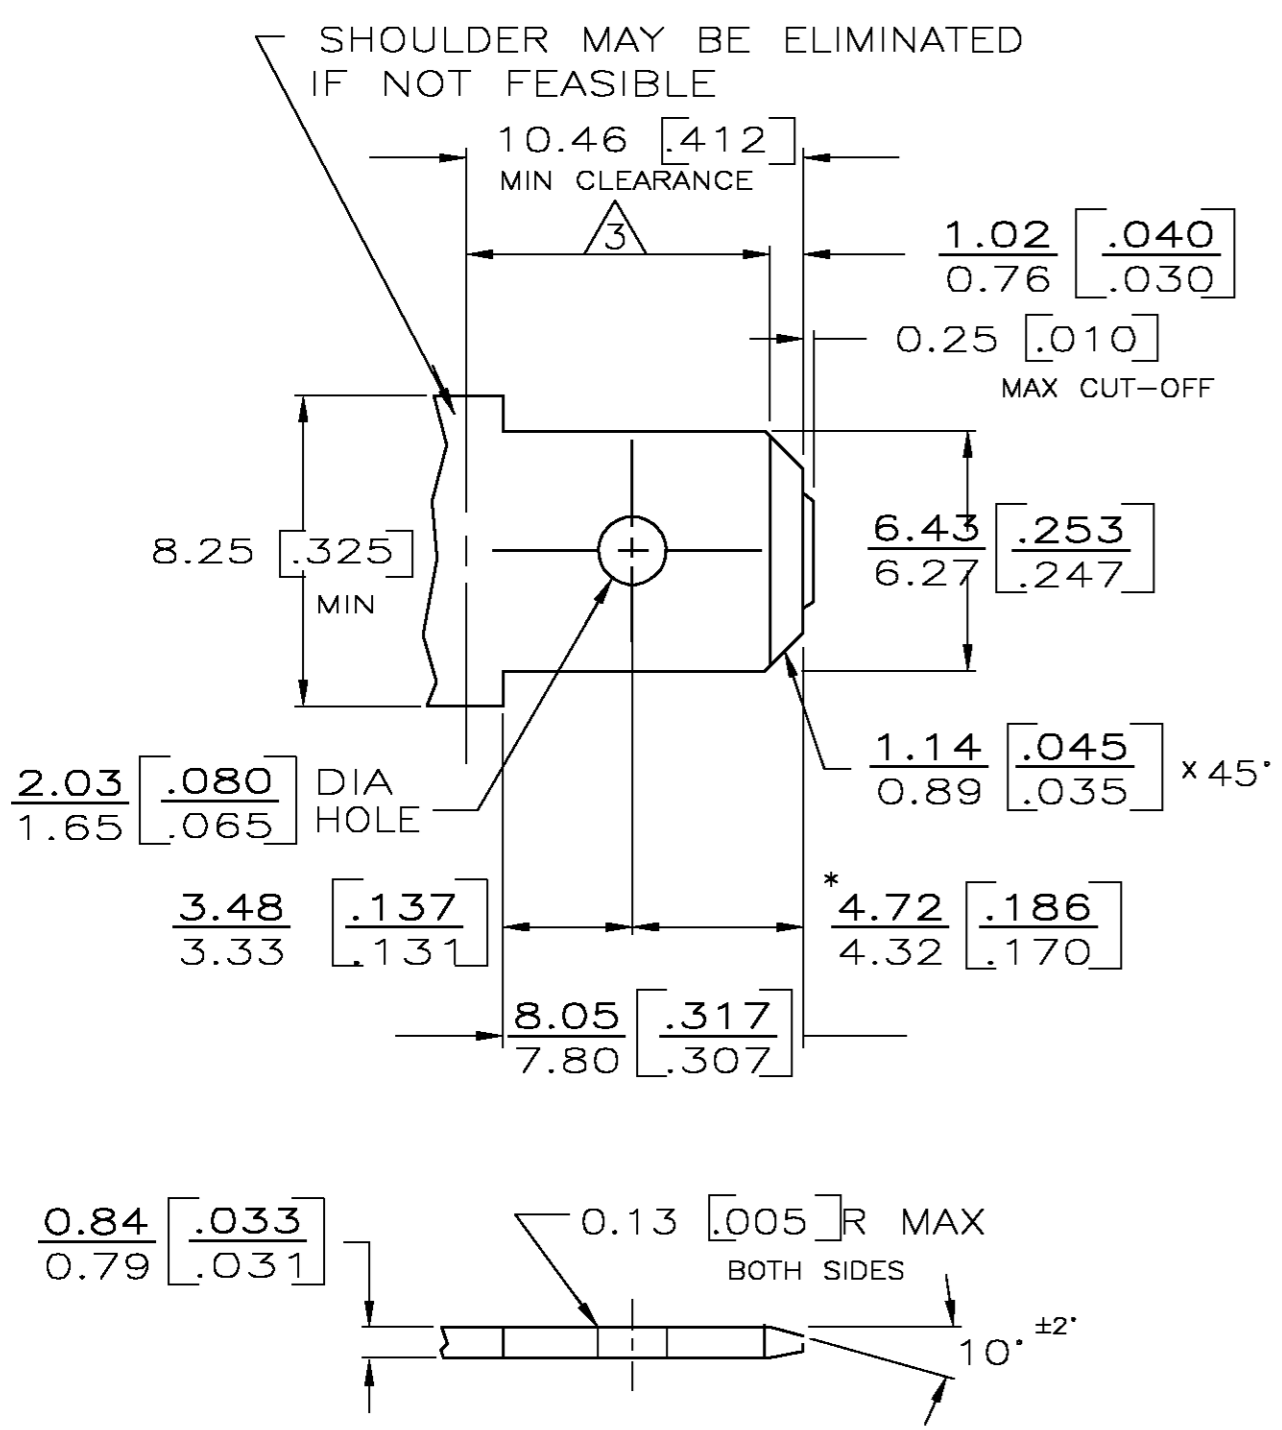 SHOULDER MAY BE ELIMINATED
IF NOT FEASIBLE
10.46 [.412]
MIN CLEARANCE
3
1.02 [.040]
0.76 [.030]
0.25 [.010]
MAX CUT-OFF
8.25 [.325]
MIN
6.43 [.253]
6.27 [.247]
1.14 [.045] x 45°
0.89 [.035]
2.03 [.080] DIA
1.65 [.065] HOLE
3.48 [.137]
3.33 [.131]
*4.72 [.186]
4.32 [.170]
8.05 [.317]
7.80 [.307]
0.84 [.033]
0.79 [.031]
0.13 [.005] R MAX
BOTH SIDES
10° ±2°